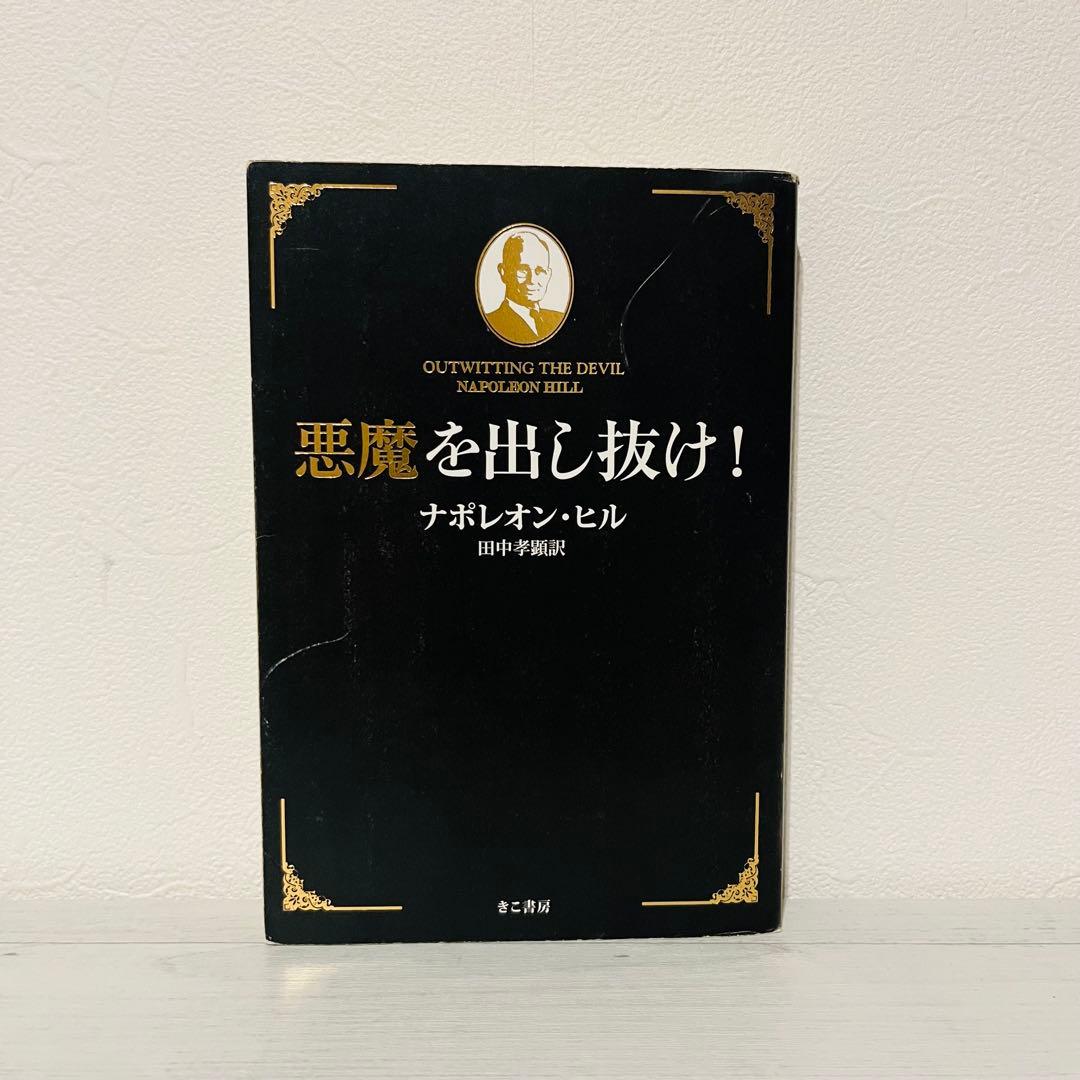 OUTWITTING THE DEVIL
NAPOLEON HILL
悪魔を出し抜け!
ナポレオン・ヒル
田中孝顕訳
きこ書房